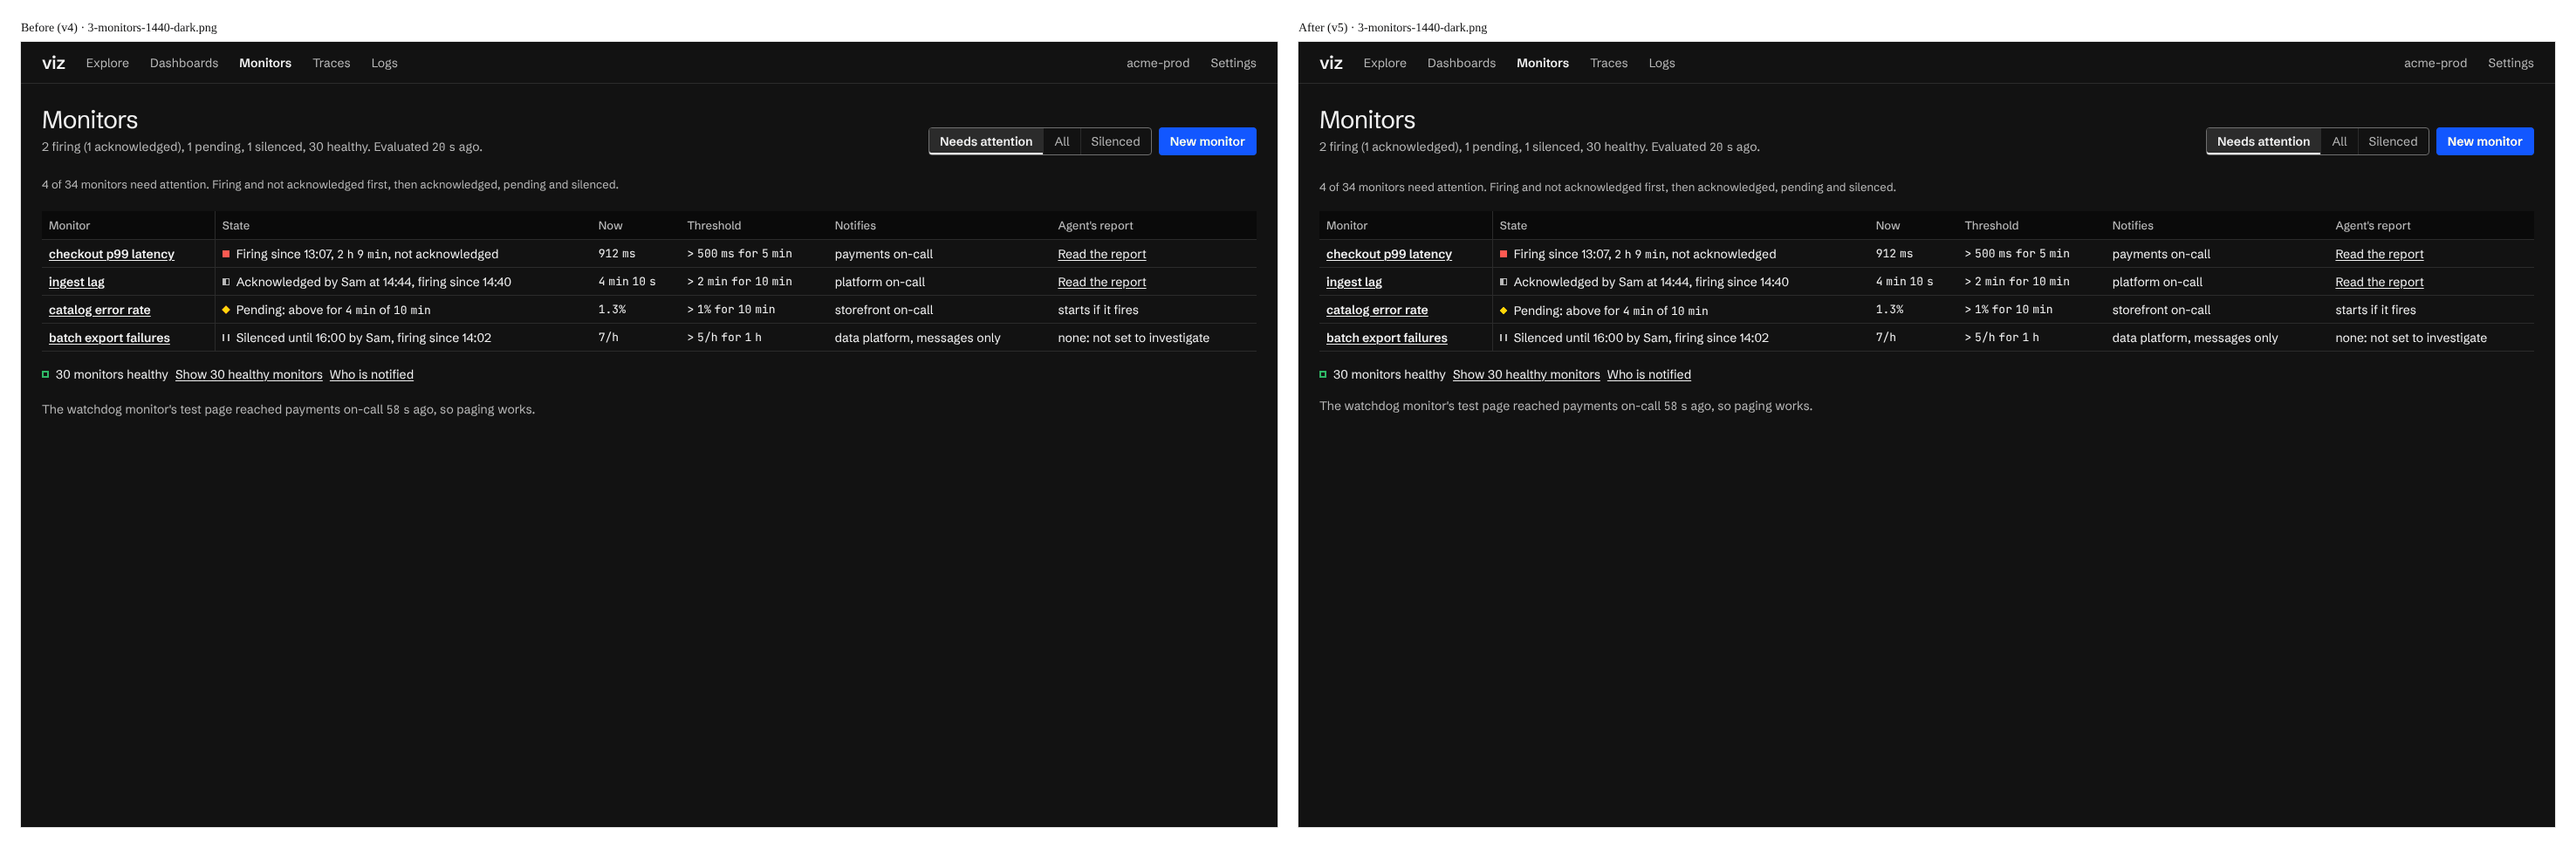 Before (v4) · 3-monitors-1440-dark.png
viz Explore Dashboards Monitors Traces Logs acme-prod Settings
Monitors
2 firing (1 acknowledged), 1 pending, 1 silenced, 30 healthy. Evaluated 20 s ago.
Needs attention All Silenced New monitor
4 of 34 monitors need attention. Firing and not acknowledged first, then acknowledged, pending and silenced.
Monitor State Now Threshold Notifies Agent's report
checkout p99 latency Firing since 13:07, 2 h 9 min, not acknowledged 912 ms > 500 ms for 5 min payments on-call Read the report
ingest lag Acknowledged by Sam at 14:44, firing since 14:40 4 min 10 s > 2 min for 10 min platform on-call Read the report
catalog error rate Pending: above for 4 min of 10 min 1.3% > 1% for 10 min storefront on-call starts if it fires
batch export failures Silenced until 16:00 by Sam, firing since 14:02 7/h > 5/h for 1 h data platform, messages only none: not set to investigate
30 monitors healthy Show 30 healthy monitors Who is notified
The watchdog monitor's test page reached payments on-call 58 s ago, so paging works.
After (v5) · 3-monitors-1440-dark.png
viz Explore Dashboards Monitors Traces Logs acme-prod Settings
Monitors
2 firing (1 acknowledged), 1 pending, 1 silenced, 30 healthy. Evaluated 20 s ago.
Needs attention All Silenced New monitor
4 of 34 monitors need attention. Firing and not acknowledged first, then acknowledged, pending and silenced.
Monitor State Now Threshold Notifies Agent's report
checkout p99 latency Firing since 13:07, 2 h 9 min, not acknowledged 912 ms > 500 ms for 5 min payments on-call Read the report
ingest lag Acknowledged by Sam at 14:44, firing since 14:40 4 min 10 s > 2 min for 10 min platform on-call Read the report
catalog error rate Pending: above for 4 min of 10 min 1.3% > 1% for 10 min storefront on-call starts if it fires
batch export failures Silenced until 16:00 by Sam, firing since 14:02 7/h > 5/h for 1 h data platform, messages only none: not set to investigate
30 monitors healthy Show 30 healthy monitors Who is notified
The watchdog monitor's test page reached payments on-call 58 s ago, so paging works.